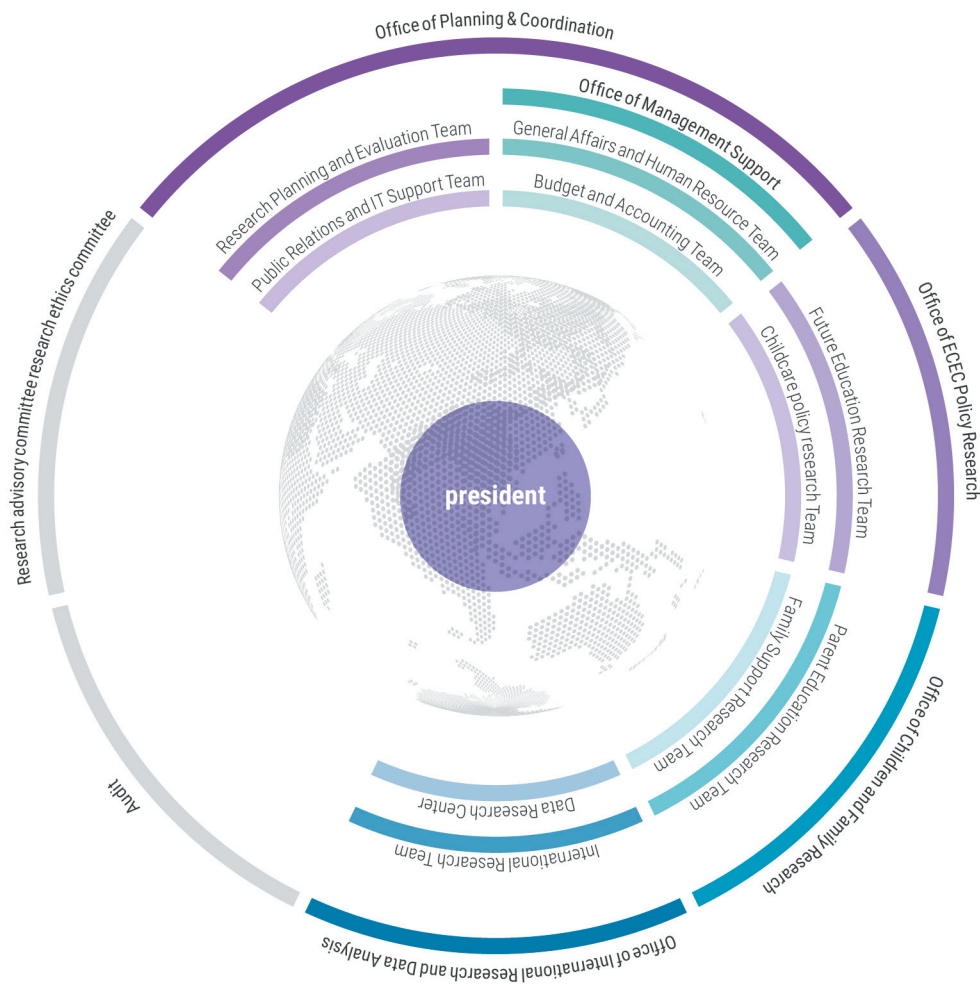 Office of Planning & Coordination
Office of Management Support
Research Planning and Evaluation Team
General Affairs and Human Resource Team
Public Relations and IT Support Team
Budget and Accounting Team
Research advisory committee research ethics committee
Office of ECEC Policy Research
Future Education Research Team
Childcare policy research Team
president
Family Support Research Team
Parent Education Research Team
Office of Children and Family Research
Data Research Center
International Research Team
Audit
Office of International Research and Data Analysis